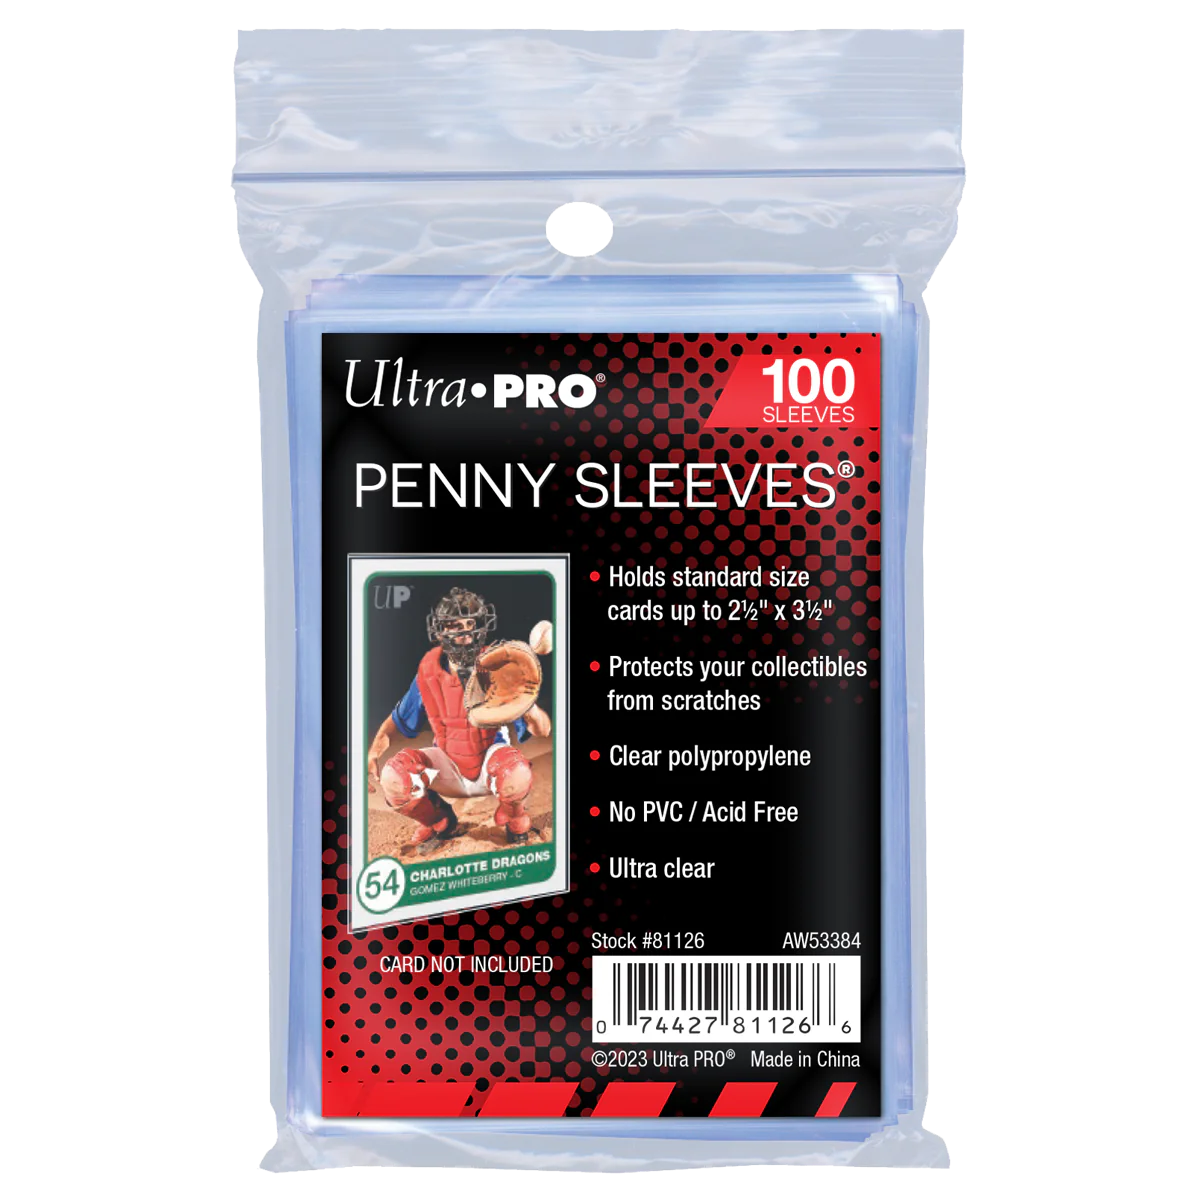 Ultra•PRO®
100
SLEEVES
PENNY SLEEVES®
• Holds standard size
cards up to 2½" x 3½"
• Protects your collectibles
from scratches
• Clear polypropylene
• No PVC / Acid Free
• Ultra clear
UP
54
CHARLOTTE DRAGONS
GOMEZ WHITEBERRY - C
CARD NOT INCLUDED
Stock #81126 AW53384
0 74427 81126 6
©2023 Ultra PRO® Made in China